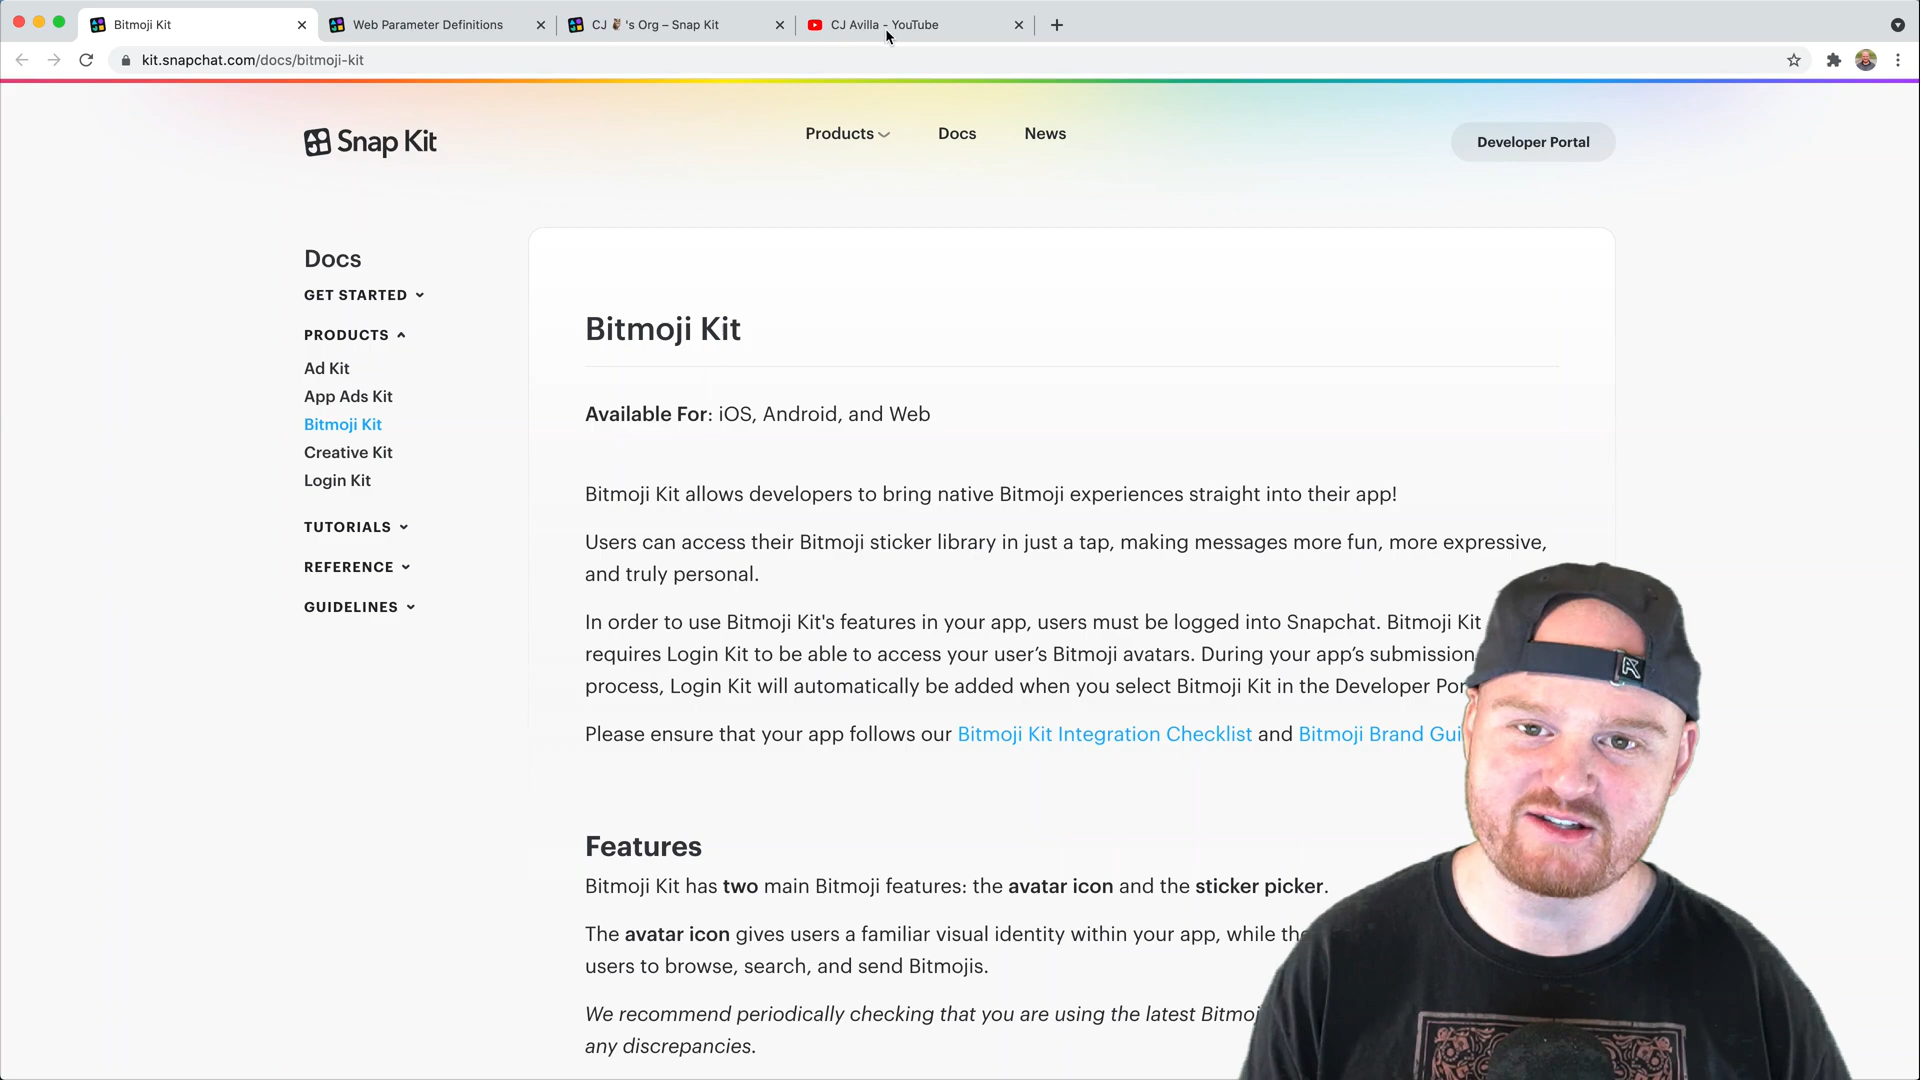 Bitmoji Kit
Web Parameter Definitions
CJ 's Org – Snap Kit
CJ Avilla - YouTube
kit.snapchat.com/docs/bitmoji-kit
Snap Kit
Products
Docs
News
Developer Portal
Docs
GET STARTED
PRODUCTS
Ad Kit
App Ads Kit
Bitmoji Kit
Creative Kit
Login Kit
TUTORIALS
REFERENCE
GUIDELINES
Bitmoji Kit
Available For: iOS, Android, and Web
Bitmoji Kit allows developers to bring native Bitmoji experiences straight into their app!
Users can access their Bitmoji sticker library in just a tap, making messages more fun, more expressive,
and truly personal.
In order to use Bitmoji Kit's features in your app, users must be logged into Snapchat. Bitmoji Kit
requires Login Kit to be able to access your user’s Bitmoji avatars. During your app’s submission
process, Login Kit will automatically be added when you select Bitmoji Kit in the Developer Por
Please ensure that your app follows our Bitmoji Kit Integration Checklist and Bitmoji Brand Gui
Features
Bitmoji Kit has two main Bitmoji features: the avatar icon and the sticker picker.
The avatar icon gives users a familiar visual identity within your app, while the
users to browse, search, and send Bitmojis.
We recommend periodically checking that you are using the latest Bitmoj
any discrepancies.